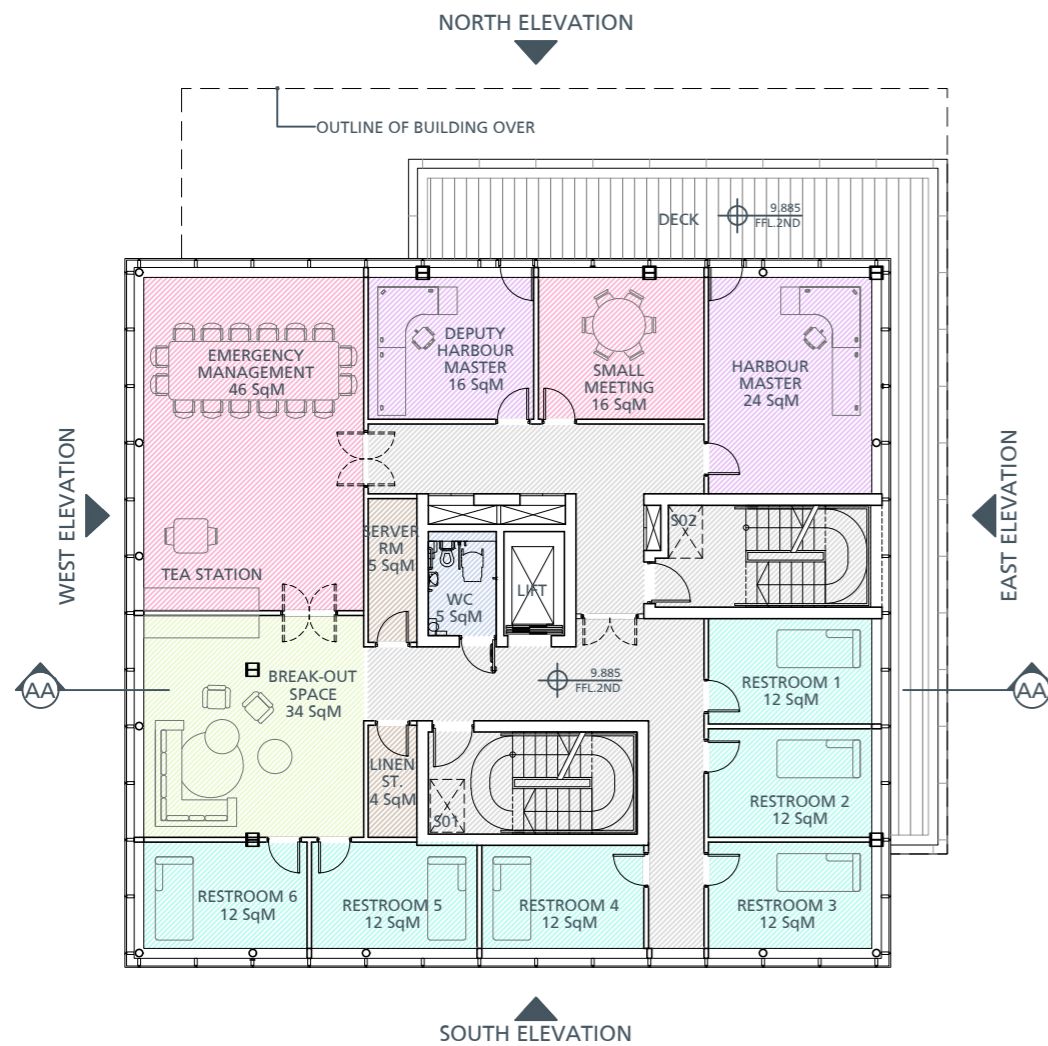 NORTH ELEVATION
OUTLINE OF BUILDING OVER
DECK
9.885
FFL.2ND
EMERGENCY
MANAGEMENT
46 SqM
DEPUTY
HARBOUR
MASTER
16 SqM
SMALL
MEETING
16 SqM
HARBOUR
MASTER
24 SqM
WEST ELEVATION
EAST ELEVATION
TEA STATION
SERVER
RM
5 SqM
WC
5 SqM
LIFT
S02
AA
BREAK-OUT
SPACE
34 SqM
9.885
FFL.2ND
RESTROOM 1
12 SqM
AA
LINEN
ST.
4 SqM
S01
RESTROOM 2
12 SqM
RESTROOM 6
12 SqM
RESTROOM 5
12 SqM
RESTROOM 4
12 SqM
RESTROOM 3
12 SqM
SOUTH ELEVATION